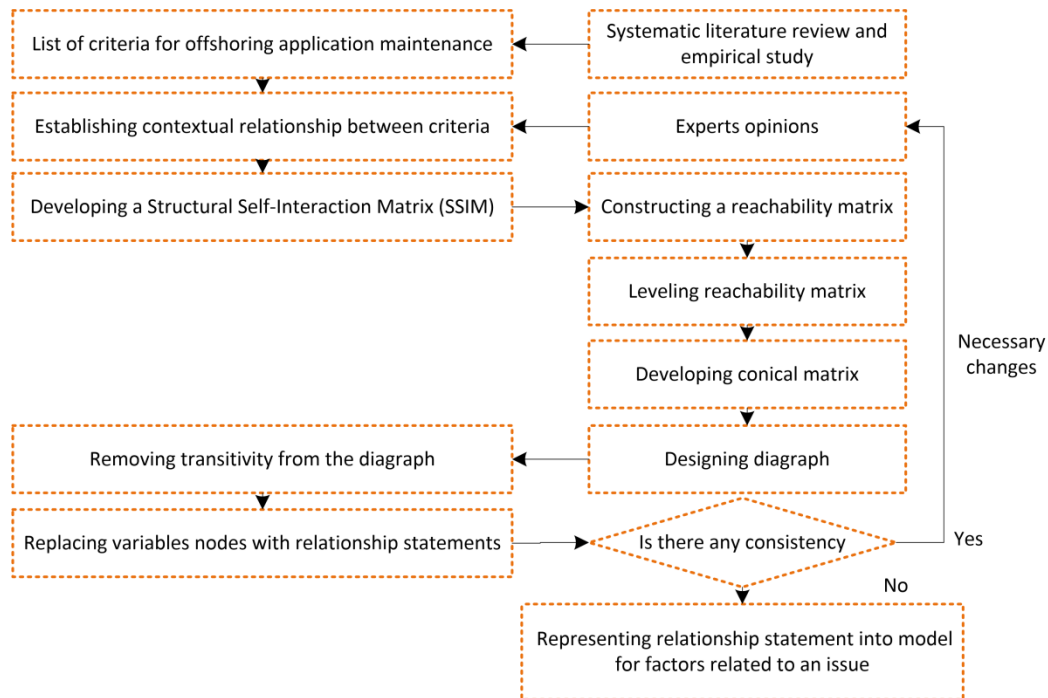 List of criteria for offshoring application maintenance
Systematic literature review and
empirical study
Establishing contextual relationship between criteria
Experts opinions
Developing a Structural Self-Interaction Matrix (SSIM)
Constructing a reachability matrix
Leveling reachability matrix
Necessary
changes
Developing conical matrix
Removing transitivity from the diagraph
Designing diagraph
Replacing variables nodes with relationship statements
Is there any consistency
Yes
No
Representing relationship statement into model
for factors related to an issue